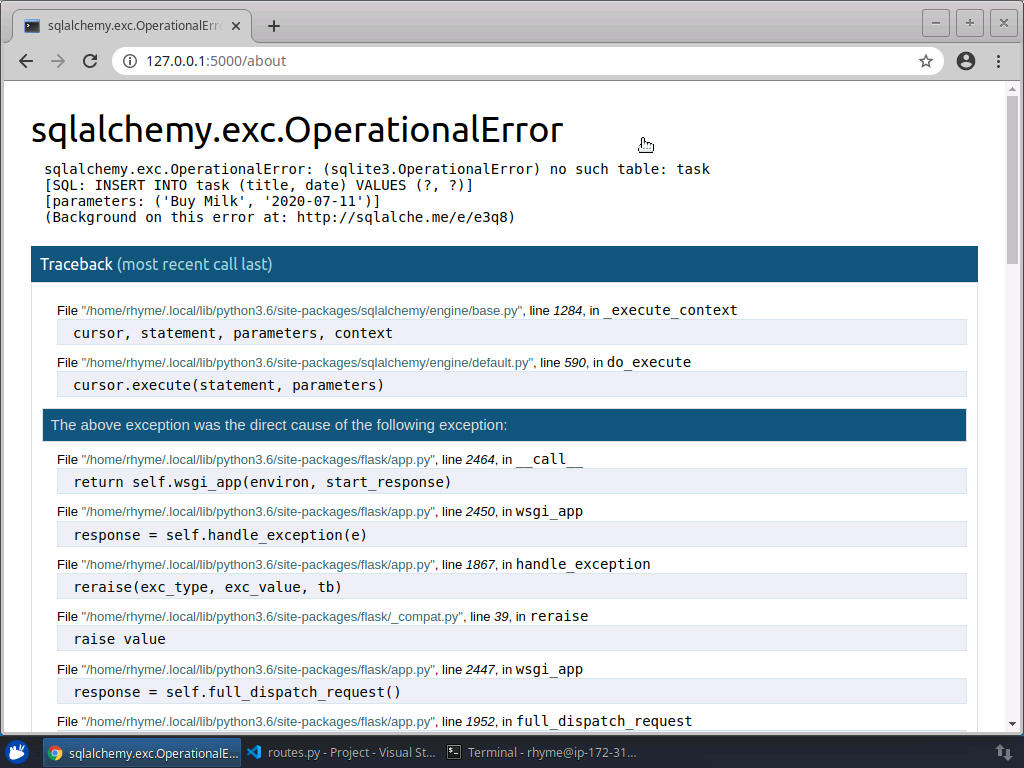 sqlalchemy.exc.OperationalErr
127.0.0.1:5000/about
sqlalchemy.exc.OperationalError
sqlalchemy.exc.OperationalError: (sqlite3.OperationalError) no such table: task
[SQL: INSERT INTO task (title, date) VALUES (?, ?)]
[parameters: ('Buy Milk', '2020-07-11')]
(Background on this error at: http://sqlalche.me/e/e3q8)
Traceback (most recent call last)
File "/home/rhyme/.local/lib/python3.6/site-packages/sqlalchemy/engine/base.py", line 1284, in _execute_context
cursor, statement, parameters, context
File "/home/rhyme/.local/lib/python3.6/site-packages/sqlalchemy/engine/default.py", line 590, in do_execute
cursor.execute(statement, parameters)
The above exception was the direct cause of the following exception:
File "/home/rhyme/.local/lib/python3.6/site-packages/flask/app.py", line 2464, in __call__
return self.wsgi_app(environ, start_response)
File "/home/rhyme/.local/lib/python3.6/site-packages/flask/app.py", line 2450, in wsgi_app
response = self.handle_exception(e)
File "/home/rhyme/.local/lib/python3.6/site-packages/flask/app.py", line 1867, in handle_exception
reraise(exc_type, exc_value, tb)
File "/home/rhyme/.local/lib/python3.6/site-packages/flask/_compat.py", line 39, in reraise
raise value
File "/home/rhyme/.local/lib/python3.6/site-packages/flask/app.py", line 2447, in wsgi_app
response = self.full_dispatch_request()
File "/home/rhyme/.local/lib/python3.6/site-packages/flask/app.py", line 1952, in full_dispatch_request
sqlalchemy.exc.OperationalE... routes.py - Project - Visual St... Terminal - rhyme@ip-172-31...